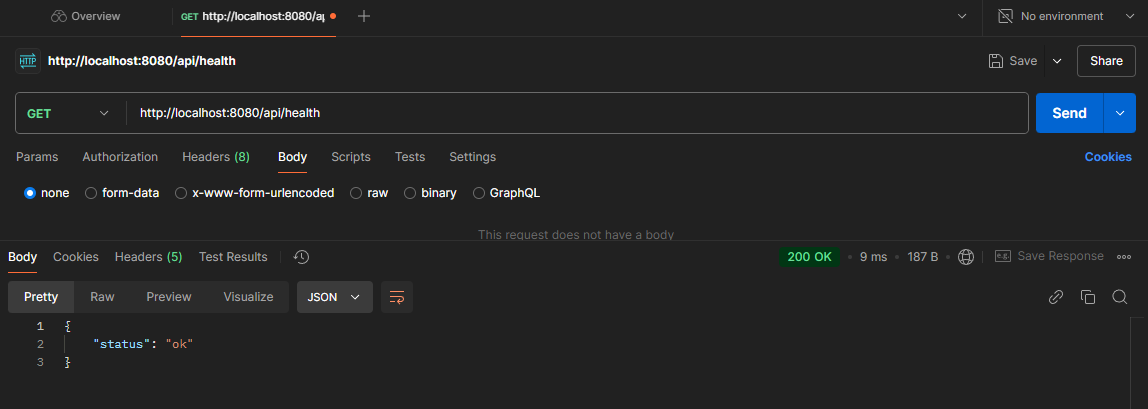 Overview GET http://localhost:8080/a No environment
HTTP http://localhost:8080/api/health Save Share
GET http://localhost:8080/api/health Send
Params Authorization Headers (8) Body Scripts Tests Settings Cookies
none form-data x-www-form-urlencoded raw binary GraphQL
This request does not have a body
Body Cookies Headers (5) Test Results 200 OK • 9 ms • 187 B • e.g. Save Response
Pretty Raw Preview Visualize JSON
1 {
2 "status": "ok"
3 }